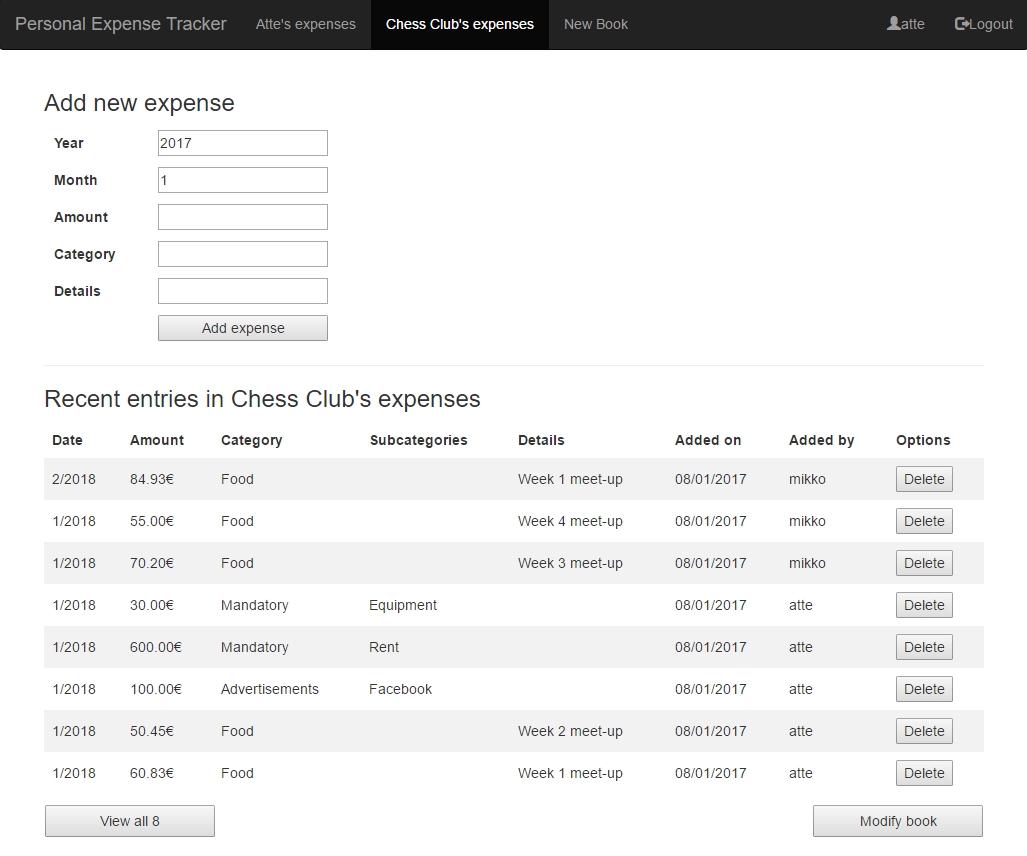 Personal Expense Tracker Atte's expenses Chess Club's expenses New Book atte Logout
Add new expense
Year 2017
Month 1
Amount
Category
Details
Add expense
Recent entries in Chess Club's expenses
Date Amount Category Subcategories Details Added on Added by Options
2/2018 84.93€ Food Week 1 meet-up 08/01/2017 mikko Delete
1/2018 55.00€ Food Week 4 meet-up 08/01/2017 mikko Delete
1/2018 70.20€ Food Week 3 meet-up 08/01/2017 mikko Delete
1/2018 30.00€ Mandatory Equipment 08/01/2017 atte Delete
1/2018 600.00€ Mandatory Rent 08/01/2017 atte Delete
1/2018 100.00€ Advertisements Facebook 08/01/2017 atte Delete
1/2018 50.45€ Food Week 2 meet-up 08/01/2017 atte Delete
1/2018 60.83€ Food Week 1 meet-up 08/01/2017 atte Delete
View all 8 Modify book